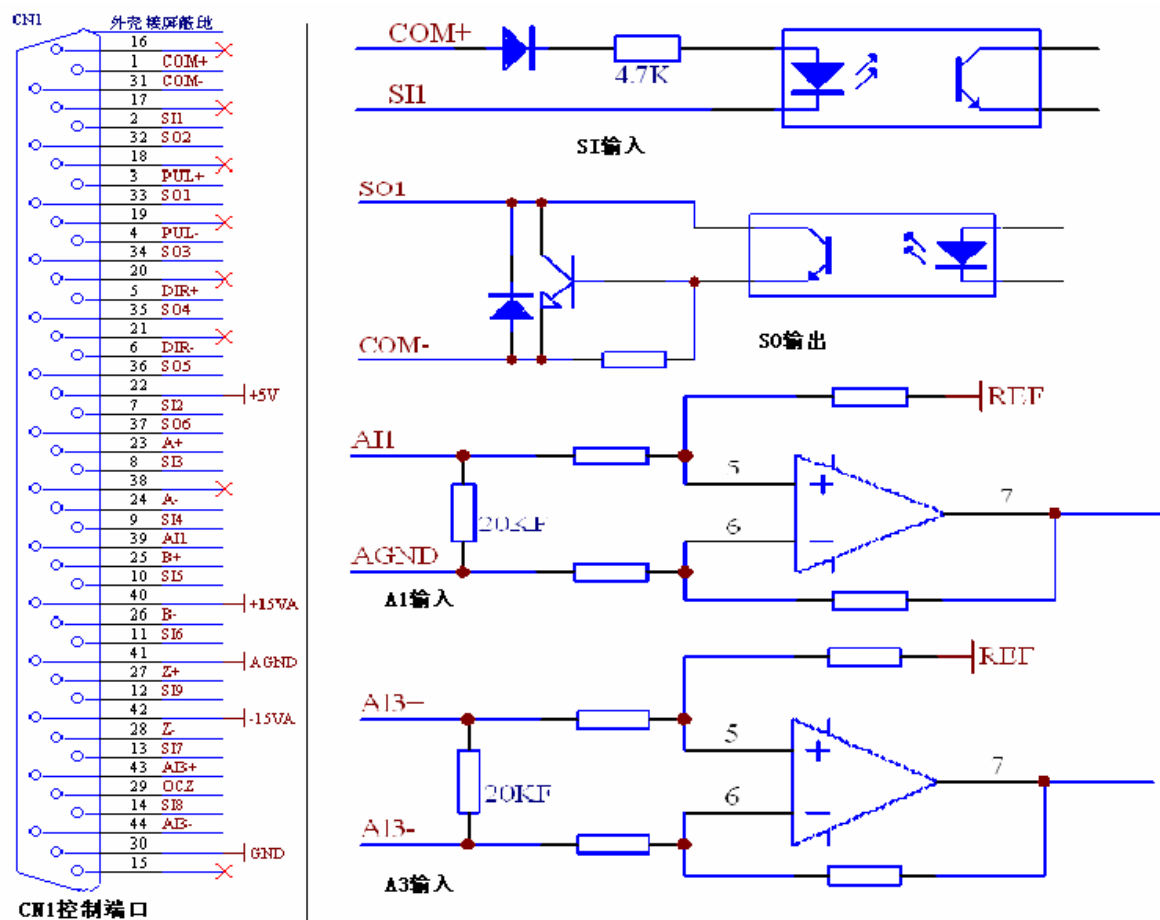 CN1
外壳接屏蔽地
16
1 COM+
31 COM-
17
2 SI1
32 SO2
18
3 PUL+
33 SO1
19
4 PUL-
34 SO3
20
5 DIR+
35 SO4
21
6 DIR-
36 SO5
22 +5V
7 SI2
37 SO6
23 A+
8 SI3
38
24 A-
9 SI4
39 AI1
25 B+
10 SI5
40 +15VA
26 B-
11 SI6
41 AGND
27 Z+
12 SI9
42 -15VA
28 Z-
13 SI7
43 AI3+
29 OCZ
14 SI8
44 AI3-
30 GND
15
CN1控制端口
COM+
4.7K
SI1
SI输入
SO1
COM-
SO输出
REF
AI1
5
7
20KF
6
AGND
A1输入
REF
AI3+
5
7
20KF
6
AI3-
A3输入